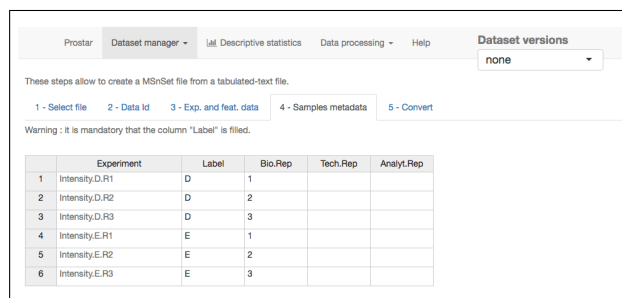 Prostar Dataset manager Descriptive statistics Data processing Help Dataset versions
none
These steps allow to create a MSnSet file from a tabulated-text file.
1 - Select file 2 - Data Id 3 - Exp. and feat. data 4 - Samples metadata 5 - Convert
Warning : it is mandatory that the column "Label" is filled.
Experiment Label Bio.Rep Tech.Rep Analyt.Rep
1 Intensity.D.R1 D 1
2 Intensity.D.R2 D 2
3 Intensity.D.R3 D 3
4 Intensity.E.R1 E 1
5 Intensity.E.R2 E 2
6 Intensity.E.R3 E 3